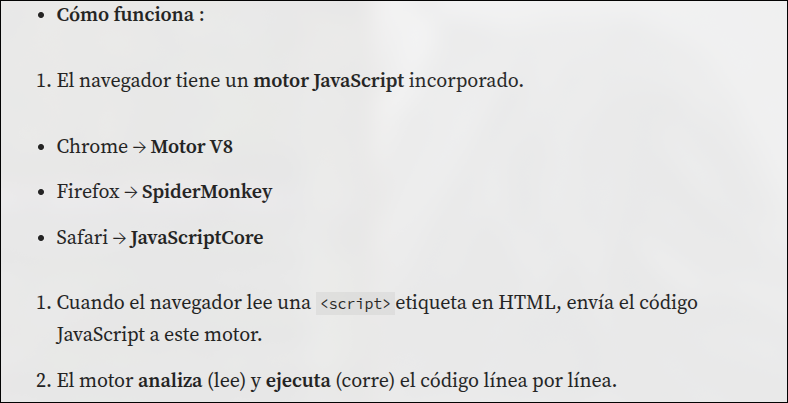 • Cómo funciona :
1. El navegador tiene un motor JavaScript incorporado.
• Chrome → Motor V8
• Firefox → SpiderMonkey
• Safari → JavaScriptCore
1. Cuando el navegador lee una <script> etiqueta en HTML, envía el código
JavaScript a este motor.
2. El motor analiza (lee) y ejecuta (corre) el código línea por línea.